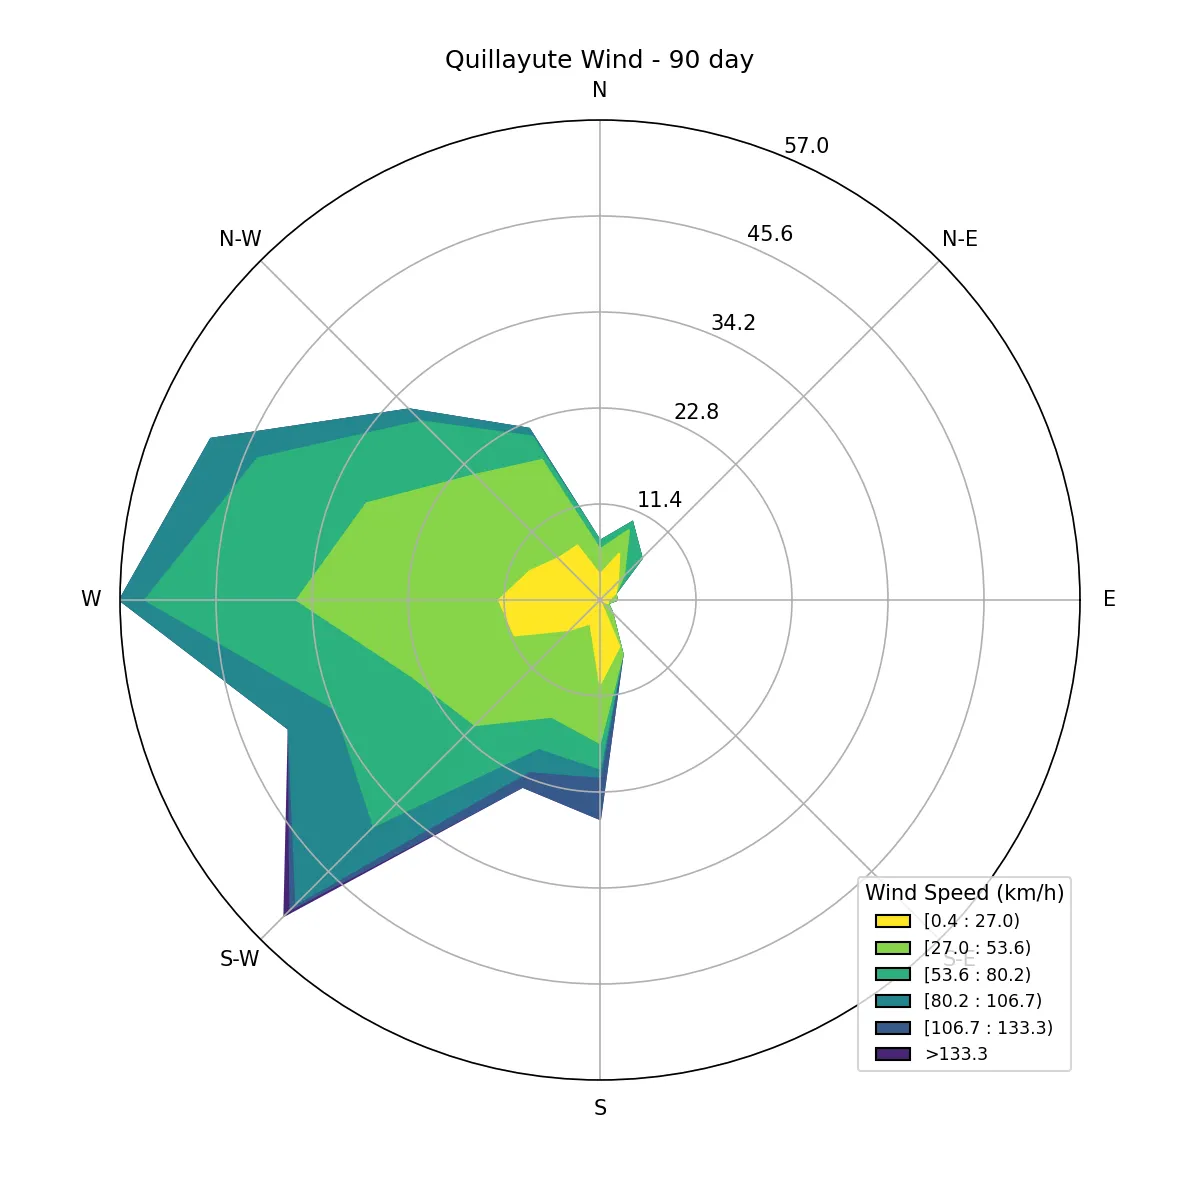 Quillayute Wind - 90 day
N
57.0
45.6
N-W
N-E
34.2
22.8
11.4
W
E
S-W
S-E
S
Wind Speed (km/h)
[0.4 : 27.0)
[27.0 : 53.6)
[53.6 : 80.2)
[80.2 : 106.7)
[106.7 : 133.3)
>133.3